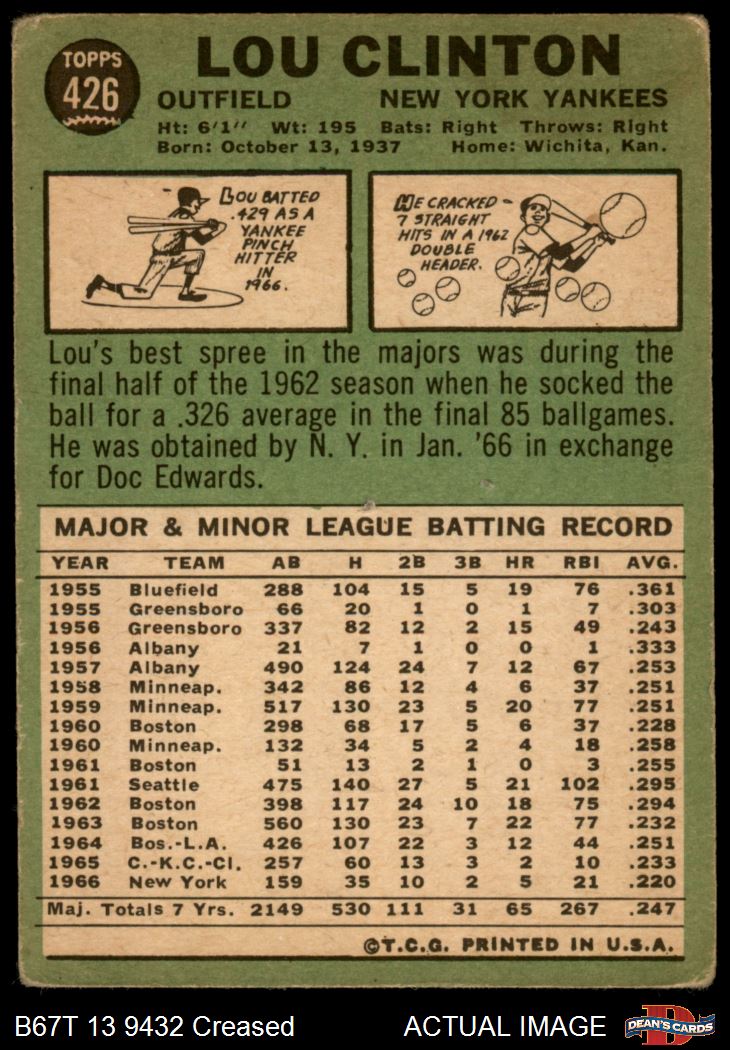 TOPPS
426
LOU CLINTON
OUTFIELD NEW YORK YANKEES
Ht: 6'1" Wt: 195 Bats: Right Throws: Right
Born: October 13, 1937 Home: Wichita, Kan.
LOU BATTED
.429 AS A
YANKEE
PINCH
HITTER
IN
1966.
HE CRACKED
7 STRAIGHT
HITS IN A 1962
DOUBLE
HEADER.
Lou's best spree in the majors was during the
final half of the 1962 season when he socked the
ball for a .326 average in the final 85 ballgames.
He was obtained by N. Y. in Jan. '66 in exchange
for Doc Edwards.
MAJOR & MINOR LEAGUE BATTING RECORD
YEAR TEAM AB H 2B 3B HR RBI AVG.
1955 Bluefield 288 104 15 5 19 76 .361
1955 Greensboro 66 20 1 0 1 7 .303
1956 Greensboro 337 82 12 2 15 49 .243
1956 Albany 21 7 1 0 0 1 .333
1957 Albany 490 124 24 7 12 67 .253
1958 Minneap. 342 86 12 4 6 37 .251
1959 Minneap. 517 130 23 5 20 77 .251
1960 Boston 298 68 17 5 6 37 .228
1960 Minneap. 132 34 5 2 4 18 .258
1961 Boston 51 13 2 1 0 3 .255
1961 Seattle 475 140 27 5 21 102 .295
1962 Boston 398 117 24 10 18 75 .294
1963 Boston 560 130 23 7 22 77 .232
1964 Bos.-L.A. 426 107 22 3 12 44 .251
1965 C.-K.C.-Cl. 257 60 13 3 2 10 .233
1966 New York 159 35 10 2 5 21 .220
Maj. Totals 7 Yrs. 2149 530 111 31 65 267 .247
©T.C.G. PRINTED IN U.S.A.
B67T 13 9432 Creased ACTUAL IMAGE
D
DEAN'S CARDS